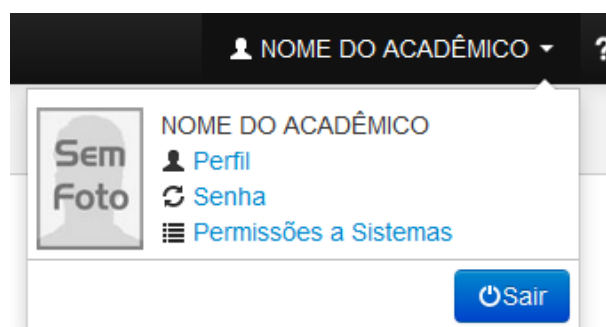 NOME DO ACADÊMICO ?
Sem
Foto
NOME DO ACADÊMICO
Perfil
Senha
Permissões a Sistemas
Sair